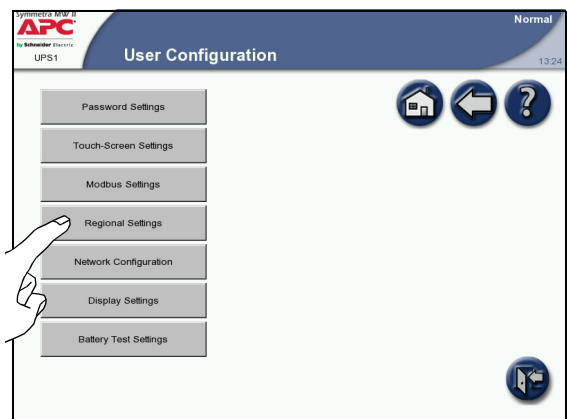 Symmetra MW II
APC
by Schneider Electric
UPS1
User Configuration
Normal
13:24
Password Settings
Touch-Screen Settings
Modbus Settings
Regional Settings
Network Configuration
Display Settings
Battery Test Settings
?